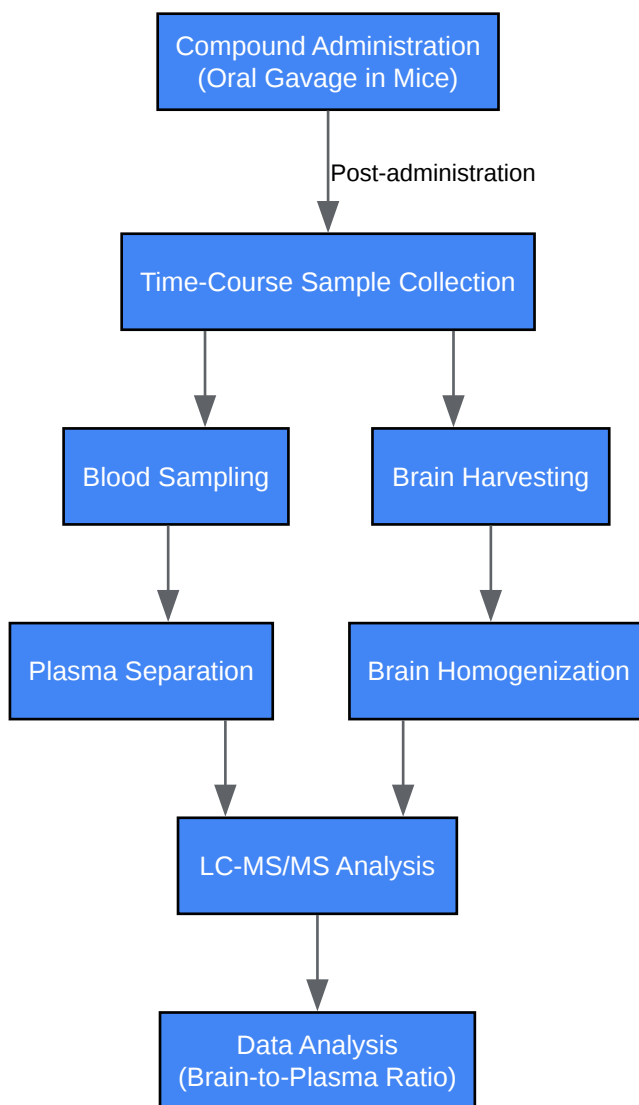 Compound Administration
(Oral Gavage in Mice)
Post-administration
Time-Course Sample Collection
Blood Sampling
Brain Harvesting
Plasma Separation
Brain Homogenization
LC-MS/MS Analysis
Data Analysis
(Brain-to-Plasma Ratio)